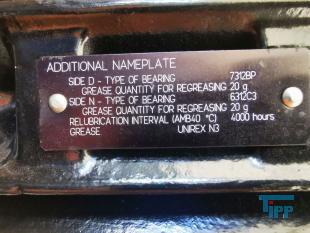 ADDITIONAL NAMEPLATE
SIDE D - TYPE OF BEARING 7312BP
GREASE QUANTITY FOR REGREASING 20 g
SIDE N - TYPE OF BEARING 6312C3
GREASE QUANTITY FOR REGREASING 20 g
RELUBRICATION INTERVAL (AMB40 °C) 4000 hours
GREASE UNIREX N3
TIPP